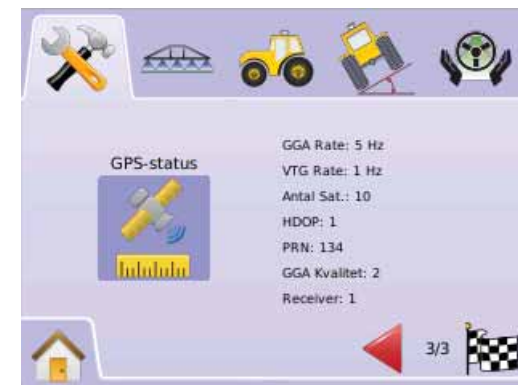 GPS-status
GGA Rate: 5 Hz
VTG Rate: 1 Hz
Antal Sat.: 10
HDOP: 1
PRN: 134
GGA Kvalitet: 2
Receiver: 1
3/3